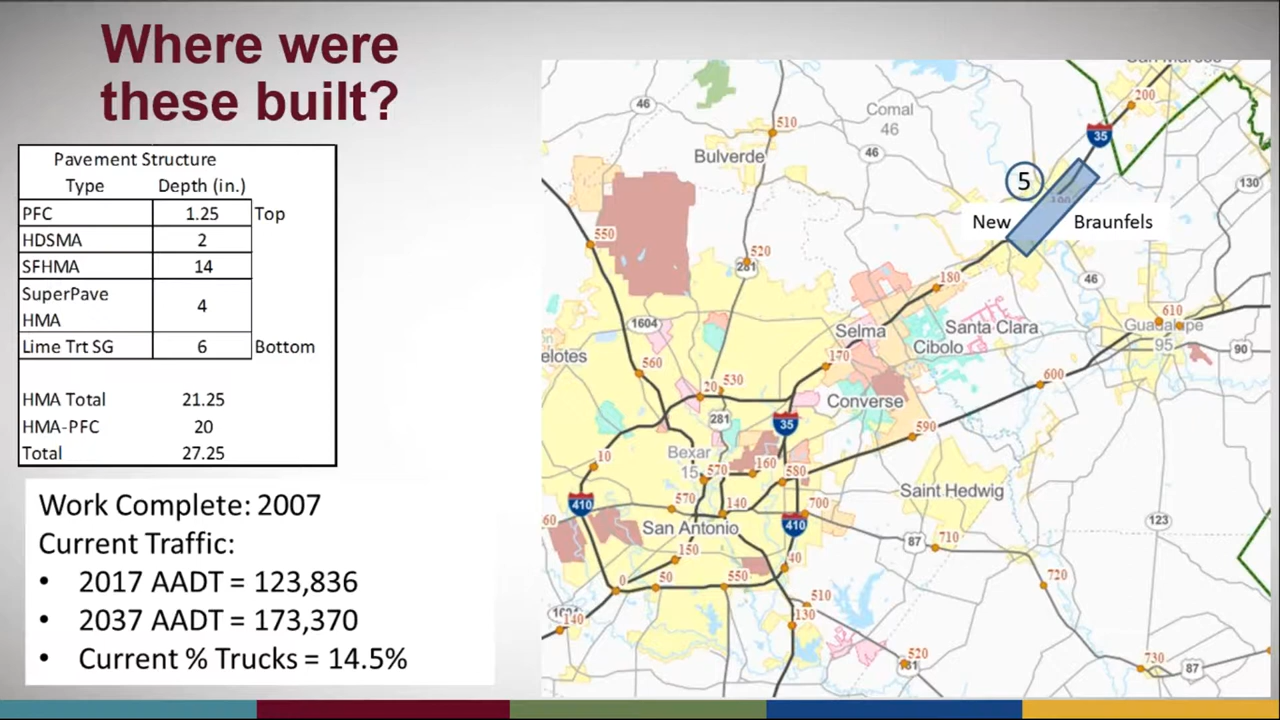 Where were
these built?
Pavement Structure
Type Depth (in.)
PFC 1.25 Top
HDSMA 2
SFHMA 14
SuperPave
HMA 4
Lime Trt SG 6 Bottom
HMA Total 21.25
HMA-PFC 20
Total 27.25
Work Complete: 2007
Current Traffic:
• 2017 AADT = 123,836
• 2037 AADT = 173,370
• Current % Trucks = 14.5%
200
46
510
Comal
46
35
Bulverde
46
5
130
New Braunfels
550
520
281
180
46
610
1604
Selma
Santa Clara
Guadalupe
95
90
elotes
Cibolo
560
170
20 530
600
Converse
281
35
590
Bexar
15
10
570
160
580
Saint Hedwig
410
570
140
700
60
San Antonio
410
123
87
710
150
40
0
50
550
720
510
1604
140
130
520
730
87